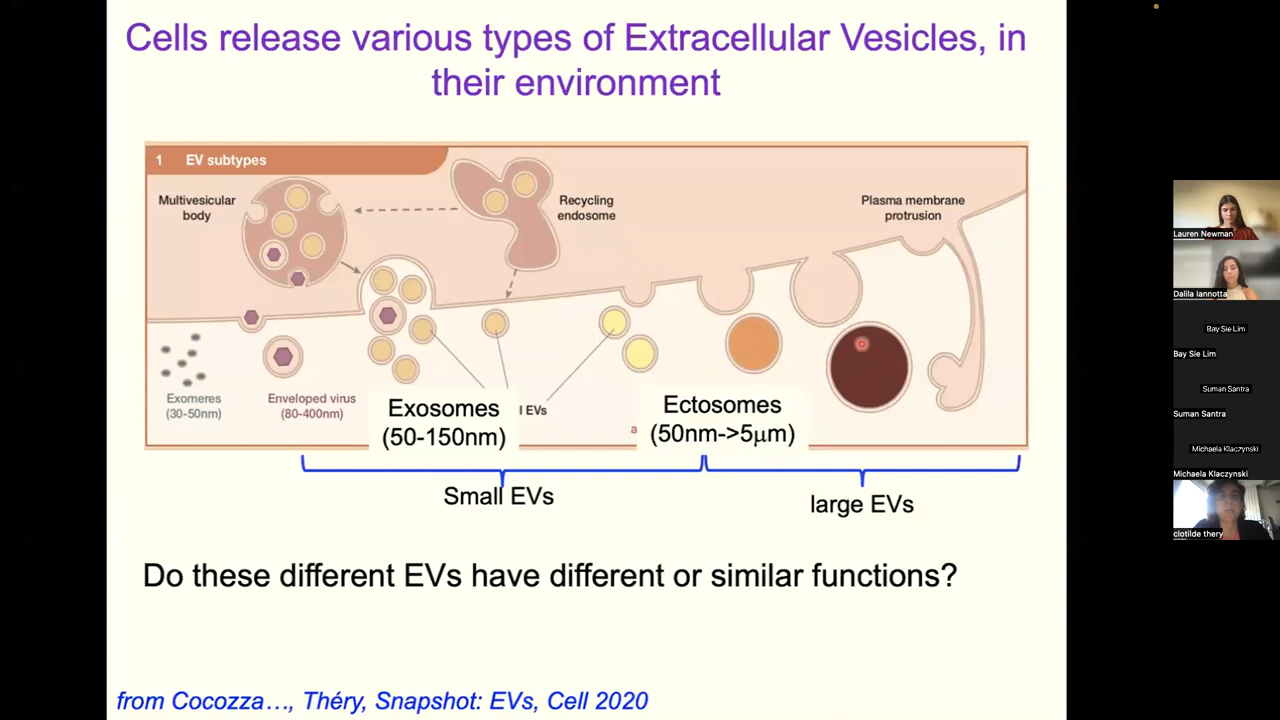 Cells release various types of Extracellular Vesicles, in
their environment
1 EV subtypes
Multivesicular
body
Recycling
endosome
Plasma membrane
protrusion
Exomeres
(30-50nm)
Enveloped virus
(80-400nm)
Exosomes
(50-150nm)
l EVs
a
Ectosomes
(50nm->5μm)
Small EVs
large EVs
Do these different EVs have different or similar functions?
from Cocozza…, Théry, Snapshot: EVs, Cell 2020
Lauren Newman
Dalila Iannotta
Bay Sie Lim
Bay Sie Lim
Suman Santra
Suman Santra
Michaela Klaczynski
Michaela Klaczynski
clotilde thery